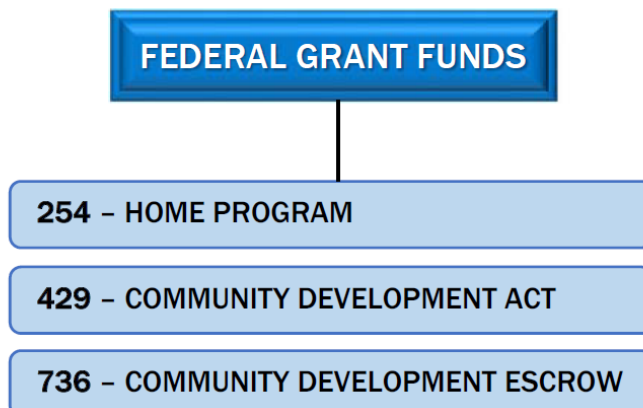 FEDERAL GRANT FUNDS
254 – HOME PROGRAM
429 – COMMUNITY DEVELOPMENT ACT
736 – COMMUNITY DEVELOPMENT ESCROW